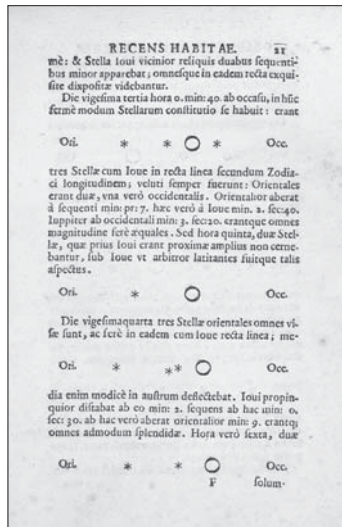 RECENS HABITAE. 21
mè: & Stella Ioui vicinior reliquis duabus sequenti-
bus minor apparebat; omnesque in eadem recta exqui-
site dispositæ videbantur.
Die vigesima tertia hora o. min: 40. ab occasu, in hūc
fermè modum Stellarum constitutio se habuit: erant
Ori. * * O * Occ.
tres Stellæ cum Ioue in recta linea secundum Zodia-
ci longitudinem; veluti semper fuerunt: Orientales
erant duæ, vna verò occidentalis. Orientalior aberat
à sequenti min: pr: 7. hæc verò à Ioue min. 2. sec: 40.
Iuppiter ab occidentali min: 3. sec: 20. erantque omnes
magnitudine ferè æquales. Sed hora quinta, duæ Stel-
læ, quæ prius Ioui erant proximæ amplius non cerne-
bantur, sub Ioue vt arbitror latitantes fuitque talis
aspectus.
Ori. * O Occ.
Die vigesimaquarta tres Stellæ orientales omnes vi-
sæ sunt, ac ferè in eadem cum Ioue recta linea; me-
Ori. * ** O Occ.
dia enim modicè in austrum deflectebat. Ioui propin-
quior distabat ab eo min: 2. sequens ab hac min: 0.
sec: 30. ab hac verò aberat orientalior min: 9. erantq;
omnes admodum splendidæ. Hora verò sexta, duæ
Ori. * * O Occ.
F solum-